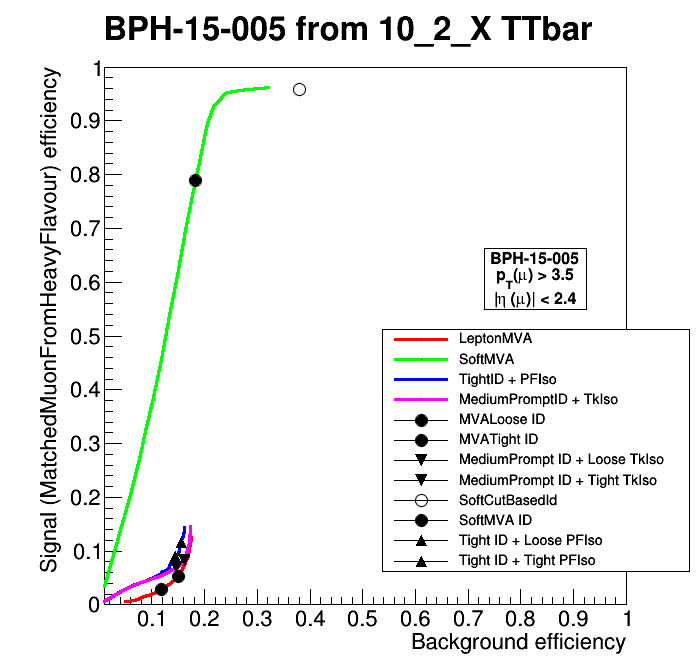 BPH-15-005 from 10_2_X TTbar
Signal (MatchedMuonFromHeavyFlavour) efficiency
1
0.9
0.8
0.7
0.6
0.5
0.4
0.3
0.2
0.1
0
BPH-15-005
p_T(μ) > 3.5
|η (μ)| < 2.4
LeptonMVA
SoftMVA
TightID + PFIso
MediumPromptID + TkIso
MVALoose ID
MVATight ID
MediumPrompt ID + Loose TkIso
MediumPrompt ID + Tight TkIso
SoftCutBasedId
SoftMVA ID
Tight ID + Loose PFIso
Tight ID + Tight PFIso
0.1 0.2 0.3 0.4 0.5 0.6 0.7 0.8 0.9 1
Background efficiency